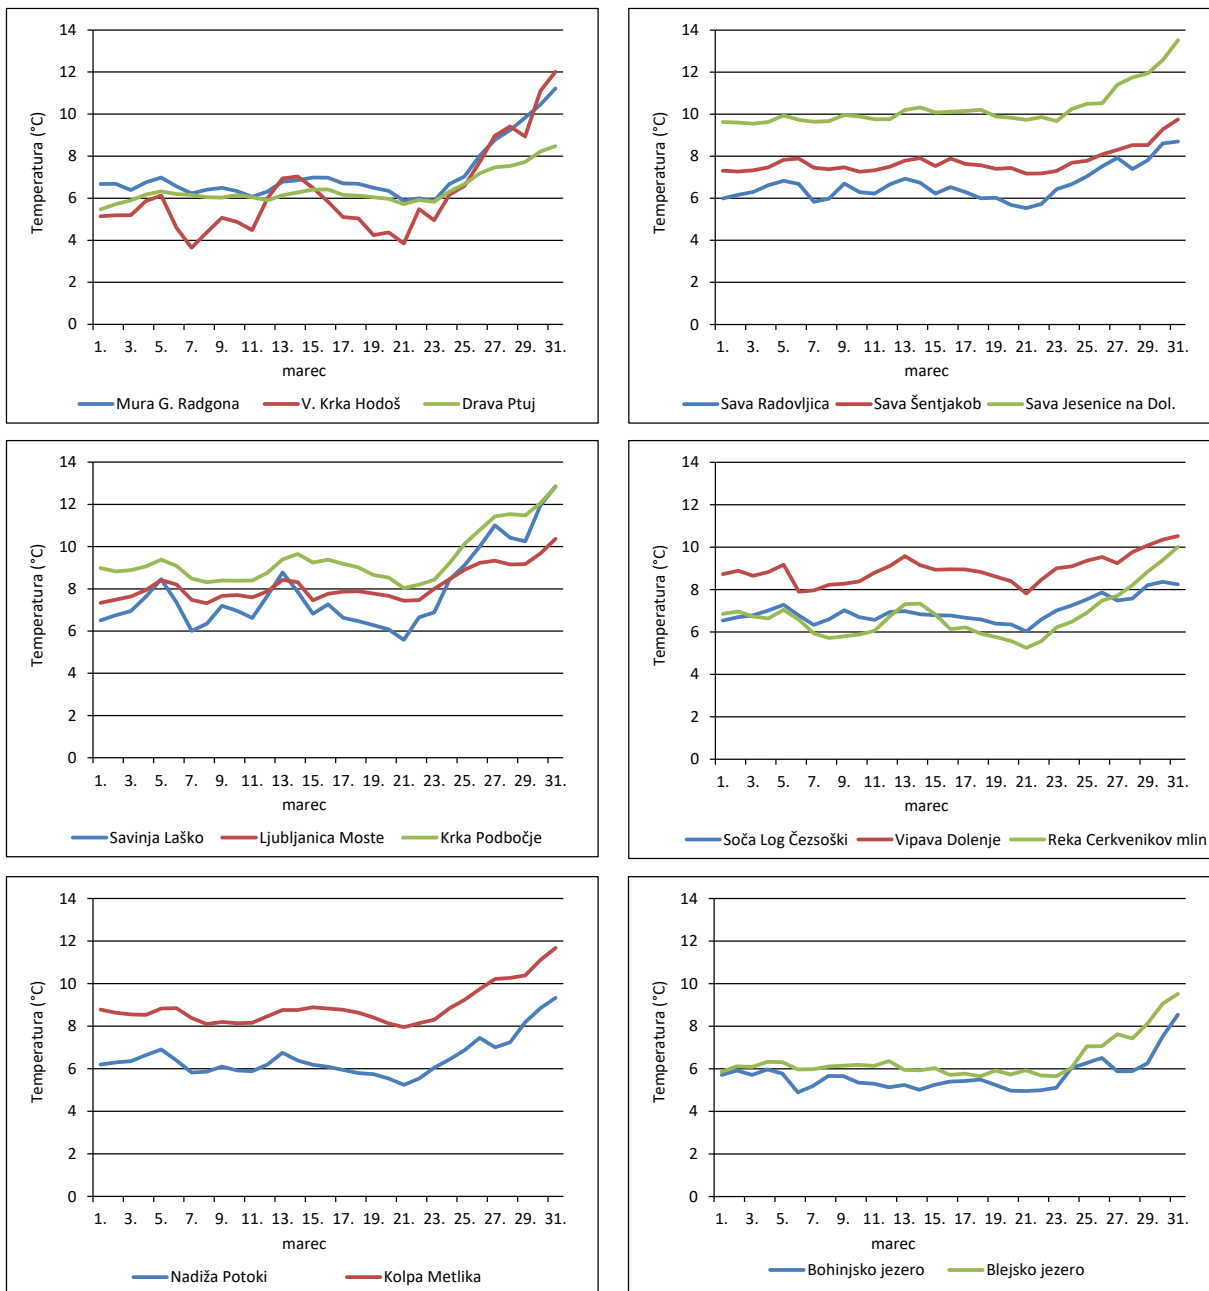 14
12
10
8
6
4
2
0
Temperatura (°C)
1. 3. 5. 7. 9. 11. 13. 15. 17. 19. 21. 23. 25. 27. 29. 31.
marec
Mura G. Radgona V. Krka Hodoš Drava Ptuj
14
12
10
8
6
4
2
0
Temperatura (°C)
1. 3. 5. 7. 9. 11. 13. 15. 17. 19. 21. 23. 25. 27. 29. 31.
marec
Sava Radovljica Sava Šentjakob Sava Jesenice na Dol.
14
12
10
8
6
4
2
0
Temperatura (°C)
1. 3. 5. 7. 9. 11. 13. 15. 17. 19. 21. 23. 25. 27. 29. 31.
marec
Savinja Laško Ljubljanica Moste Krka Podbočje
14
12
10
8
6
4
2
0
Temperatura (°C)
1. 3. 5. 7. 9. 11. 13. 15. 17. 19. 21. 23. 25. 27. 29. 31.
marec
Soča Log Čezsoški Vipava Dolenje Reka Cerkvenikov mlin
14
12
10
8
6
4
2
0
Temperatura (°C)
1. 3. 5. 7. 9. 11. 13. 15. 17. 19. 21. 23. 25. 27. 29. 31.
marec
Nadiža Potoki Kolpa Metlika
14
12
10
8
6
4
2
0
Temperatura (°C)
1. 3. 5. 7. 9. 11. 13. 15. 17. 19. 21. 23. 25. 27. 29. 31.
marec
Bohinjsko jezero Blejsko jezero